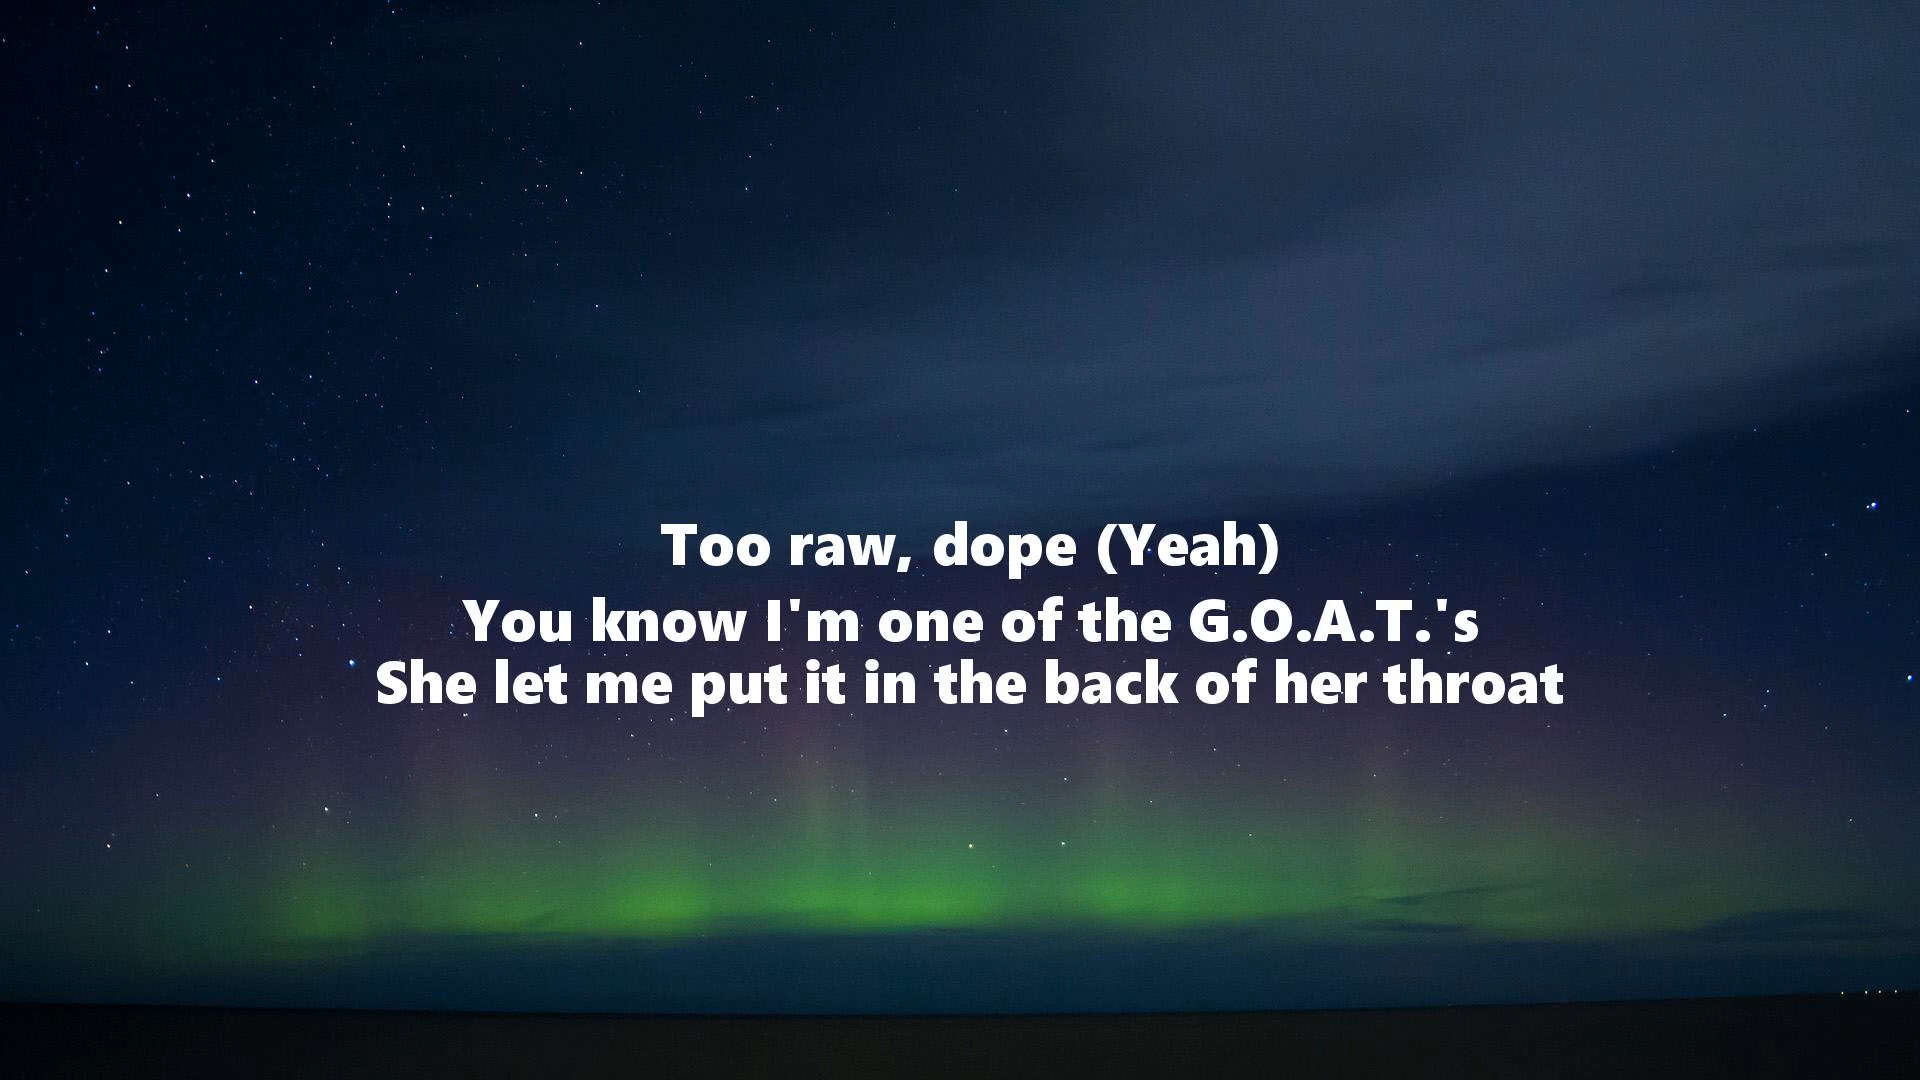 Too raw, dope (Yeah)
You know I'm one of the G.O.A.T.'s
She let me put it in the back of her throat